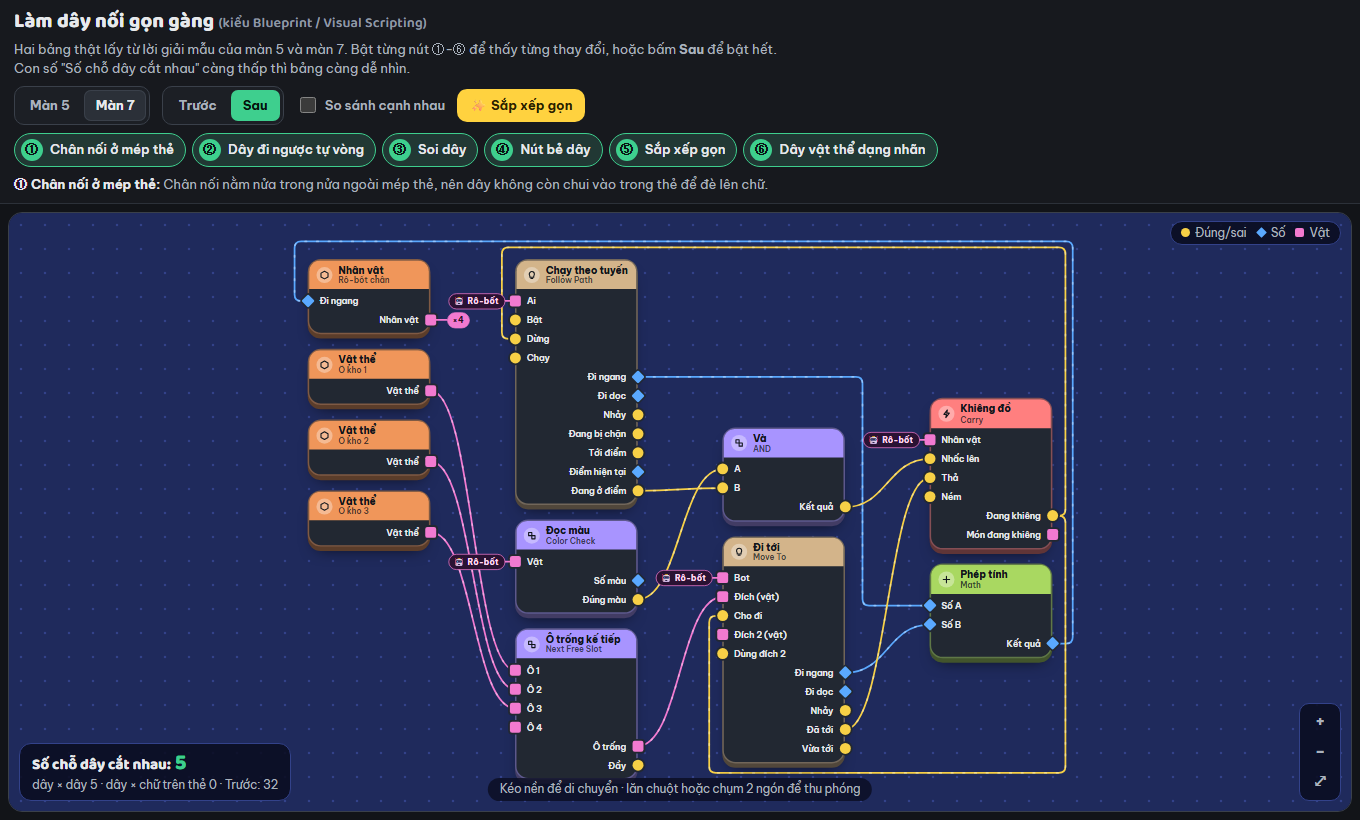 Làm dây nối gọn gàng (kiểu Blueprint / Visual Scripting)
Hai bảng thật lấy từ lời giải mẫu của màn 5 và màn 7. Bật từng nút ①-⑥ để thấy từng thay đổi, hoặc bấm Sau để bật hết.
Con số "Số chỗ dây cắt nhau" càng thấp thì bảng càng dễ nhìn.
Màn 5 Màn 7 Trước Sau So sánh cạnh nhau ✨ Sắp xếp gọn
① Chân nối ở mép thẻ ② Dây đi ngược tự vòng ③ Soi dây ④ Nút bẻ dây ⑤ Sắp xếp gọn ⑥ Dây vật thể dạng nhãn
① Chân nối ở mép thẻ: Chân nối nằm nửa trong nửa ngoài mép thẻ, nên dây không còn chui vào trong thẻ để đè lên chữ.
Đúng/sai Số Vật
Nhân vật
Rô-bốt chân
Đi ngang
Nhân vật
×4
Vật thể
Ô kho 1
Vật thể
Vật thể
Ô kho 2
Vật thể
Vật thể
Ô kho 3
Vật thể
Chạy theo tuyến
Follow Path
Rô-bốt
Ai
Bật
Dừng
Chạy
Đi ngang
Đi dọc
Nhảy
Đang bị chặn
Tới điểm
Điểm hiện tại
Đang ở điểm
Đọc màu
Color Check
Rô-bốt
Vật
Số màu
Đúng màu
Ô trống kế tiếp
Next Free Slot
Ô 1
Ô 2
Ô 3
Ô 4
Ô trống
Đầy
Và
AND
A
B
Kết quả
Đi tới
Move To
Rô-bốt
Bot
Đích (vật)
Cho đi
Đích 2 (vật)
Dùng đích 2
Đi ngang
Đi dọc
Nhảy
Đã tới
Vừa tới
Khiêng đồ
Carry
Rô-bốt
Nhân vật
Nhấc lên
Thả
Ném
Đang khiêng
Món đang khiêng
Phép tính
Math
Số A
Số B
Kết quả
Số chỗ dây cắt nhau: 5
dây × dây 5 · dây × chữ trên thẻ 0 · Trước: 32
Kéo nền để di chuyển · lăn chuột hoặc chụm 2 ngón để thu phóng
+
−
⤢